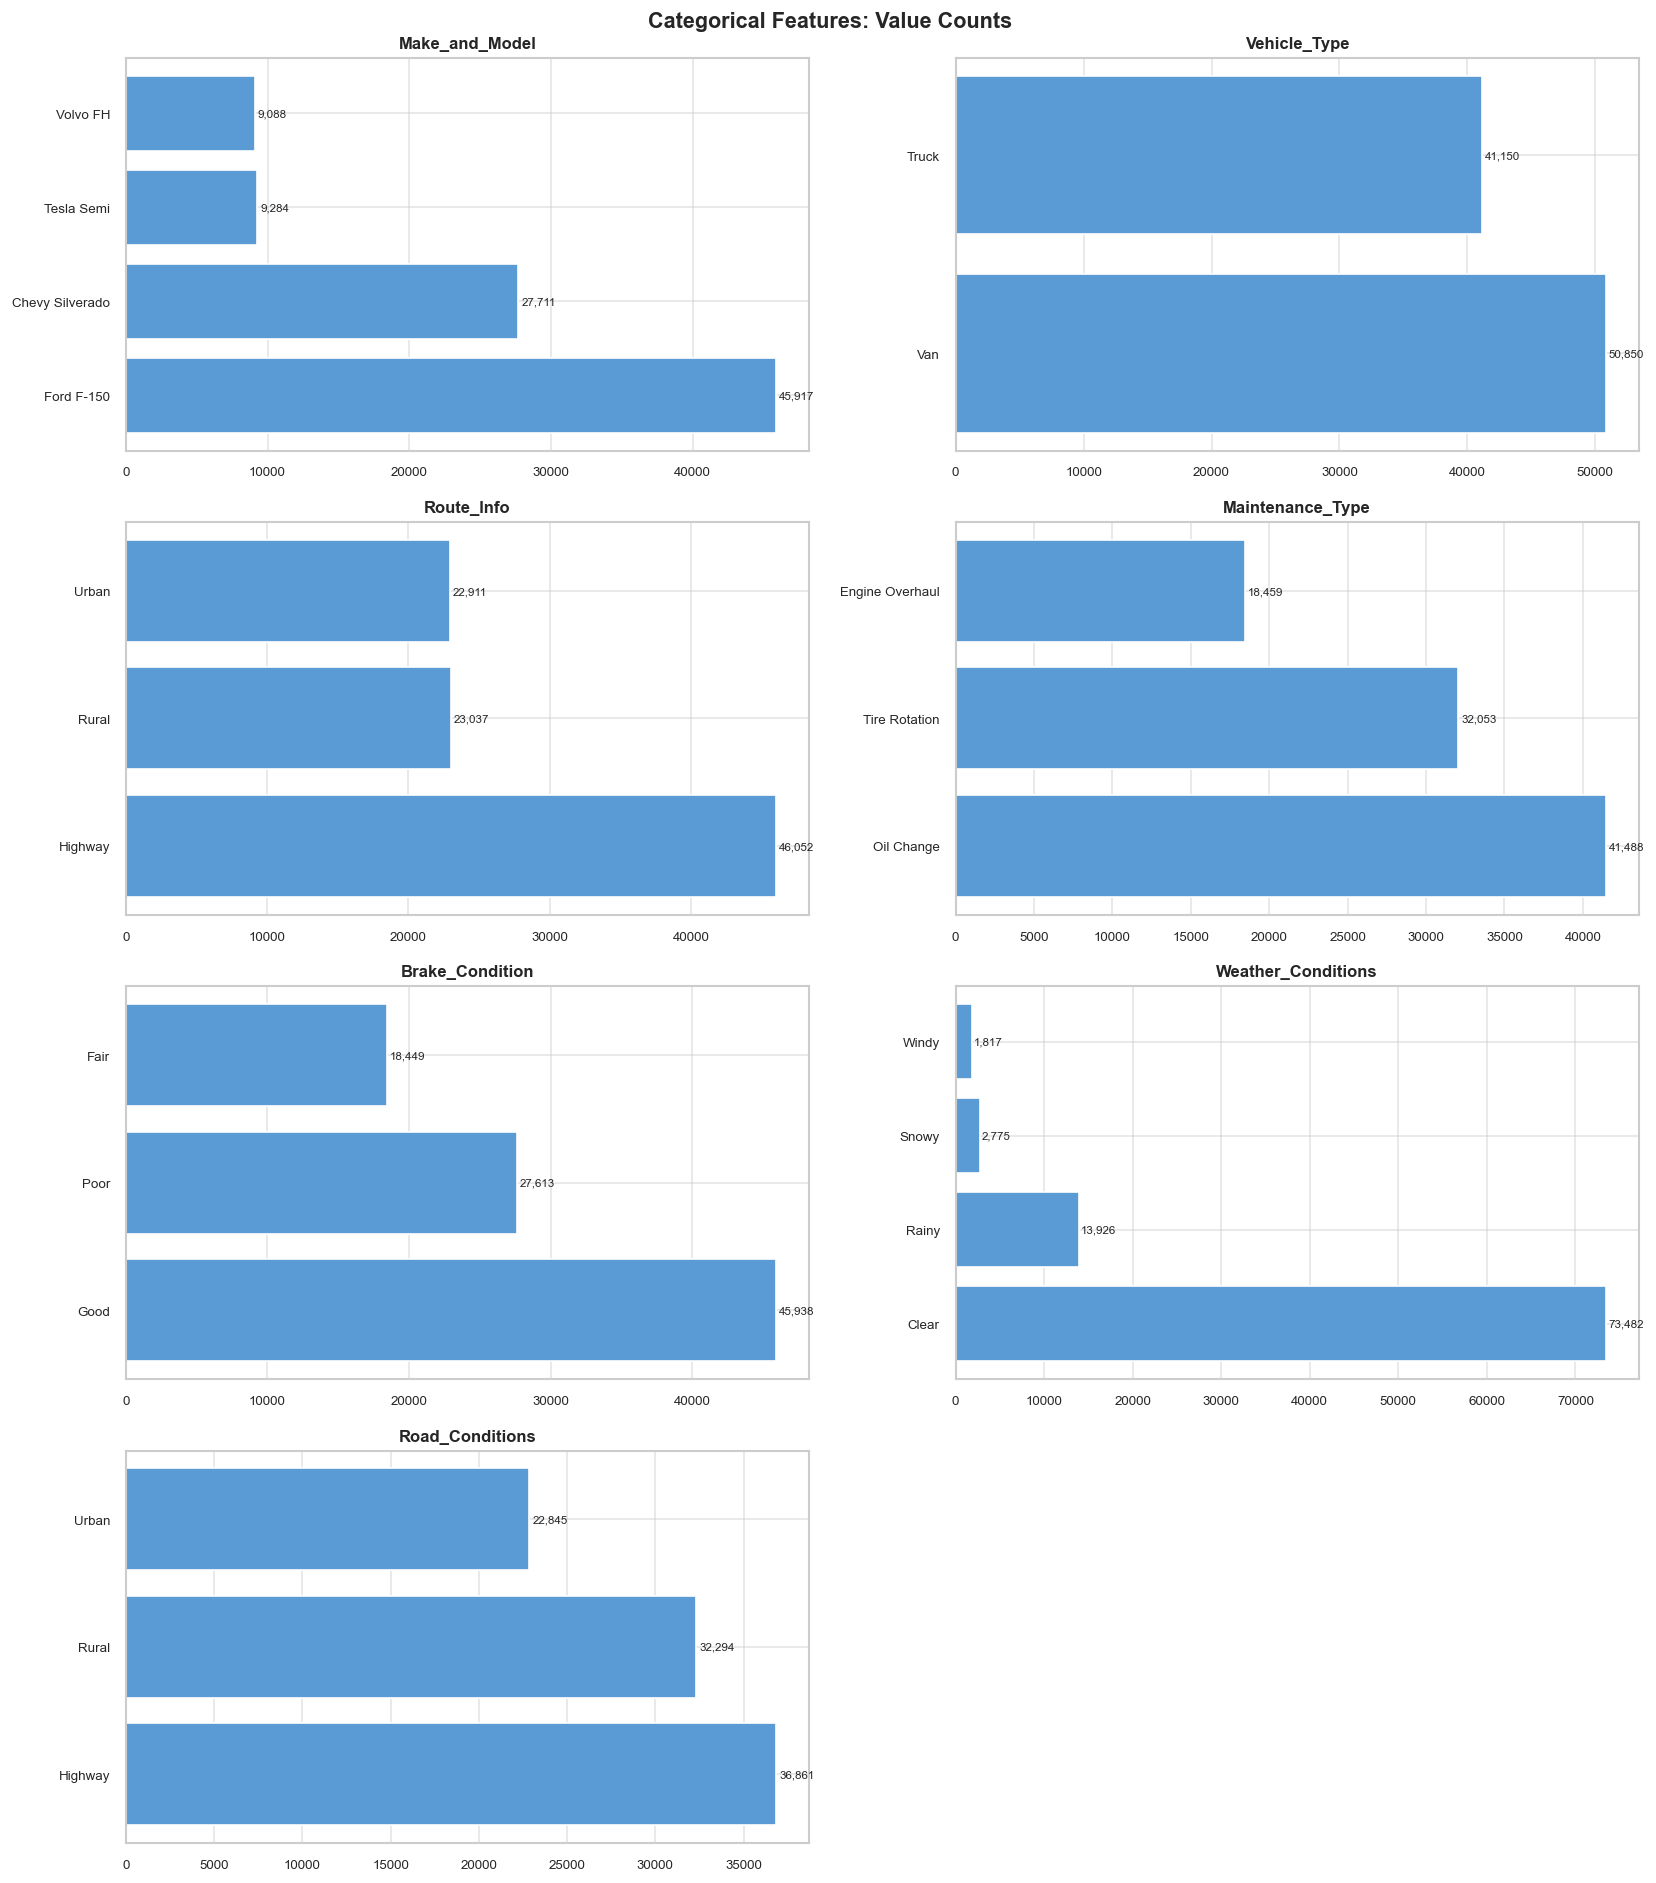 Categorical Features: Value Counts
Make_and_Model
Volvo FH
9,088
Tesla Semi
9,284
Chevy Silverado
27,711
Ford F-150
45,917
0 10000 20000 30000 40000
Vehicle_Type
Truck
41,150
Van
50,850
0 10000 20000 30000 40000 50000
Route_Info
Urban
22,911
Rural
23,037
Highway
46,052
0 10000 20000 30000 40000
Maintenance_Type
Engine Overhaul
18,459
Tire Rotation
32,053
Oil Change
41,488
0 5000 10000 15000 20000 25000 30000 35000 40000
Brake_Condition
Fair
18,449
Poor
27,613
Good
45,938
0 10000 20000 30000 40000
Weather_Conditions
Windy
1,817
Snowy
2,775
Rainy
13,926
Clear
73,482
0 10000 20000 30000 40000 50000 60000 70000
Road_Conditions
Urban
22,845
Rural
32,294
Highway
36,861
0 5000 10000 15000 20000 25000 30000 35000